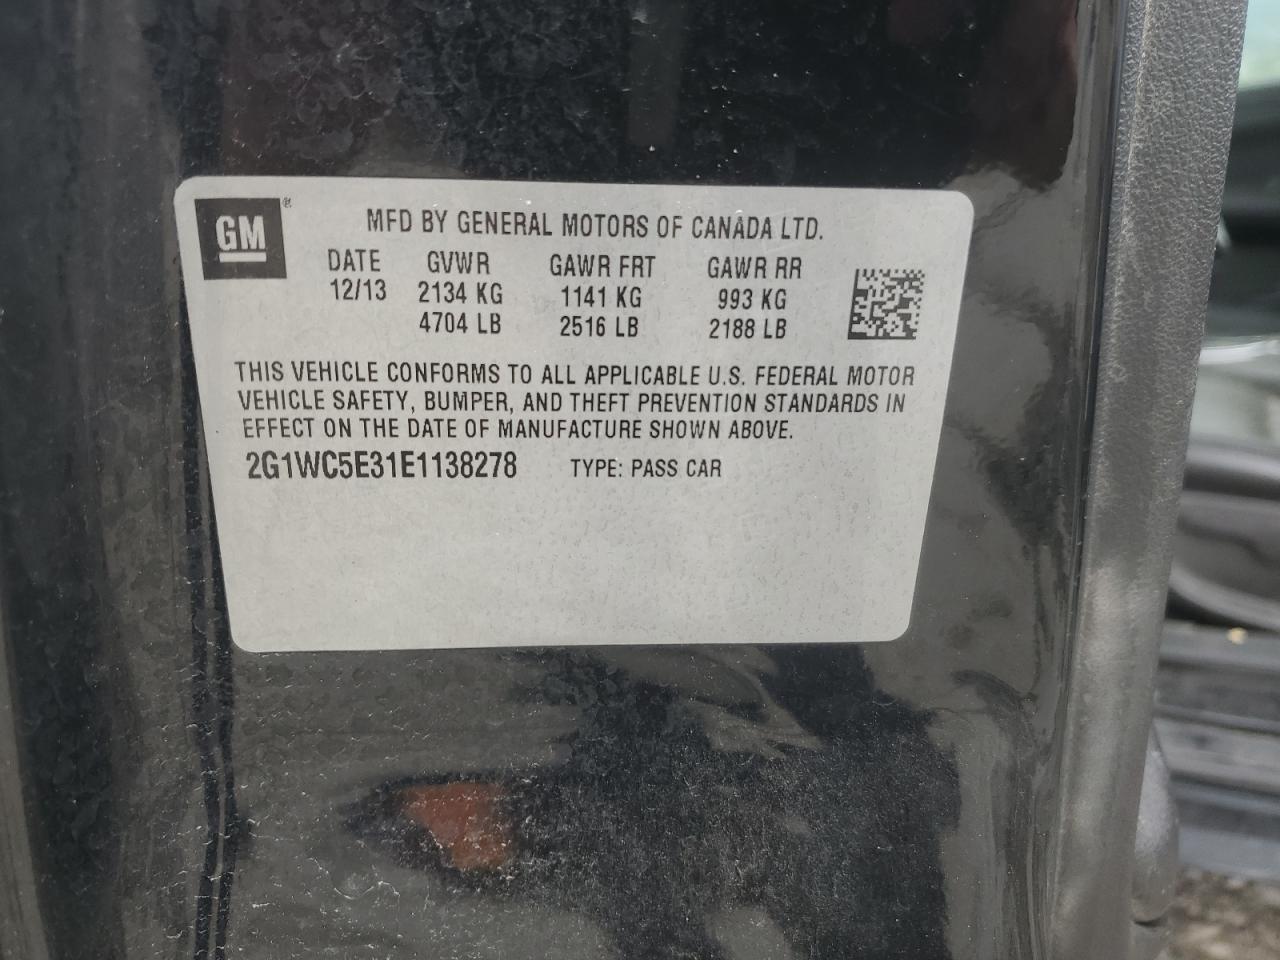 GM®
MFD BY GENERAL MOTORS OF CANADA LTD.
DATE GVWR GAWR FRT GAWR RR
12/13 2134 KG 1141 KG 993 KG
4704 LB 2516 LB 2188 LB
THIS VEHICLE CONFORMS TO ALL APPLICABLE U.S. FEDERAL MOTOR
VEHICLE SAFETY, BUMPER, AND THEFT PREVENTION STANDARDS IN
EFFECT ON THE DATE OF MANUFACTURE SHOWN ABOVE.
2G1WC5E31E1138278 TYPE: PASS CAR